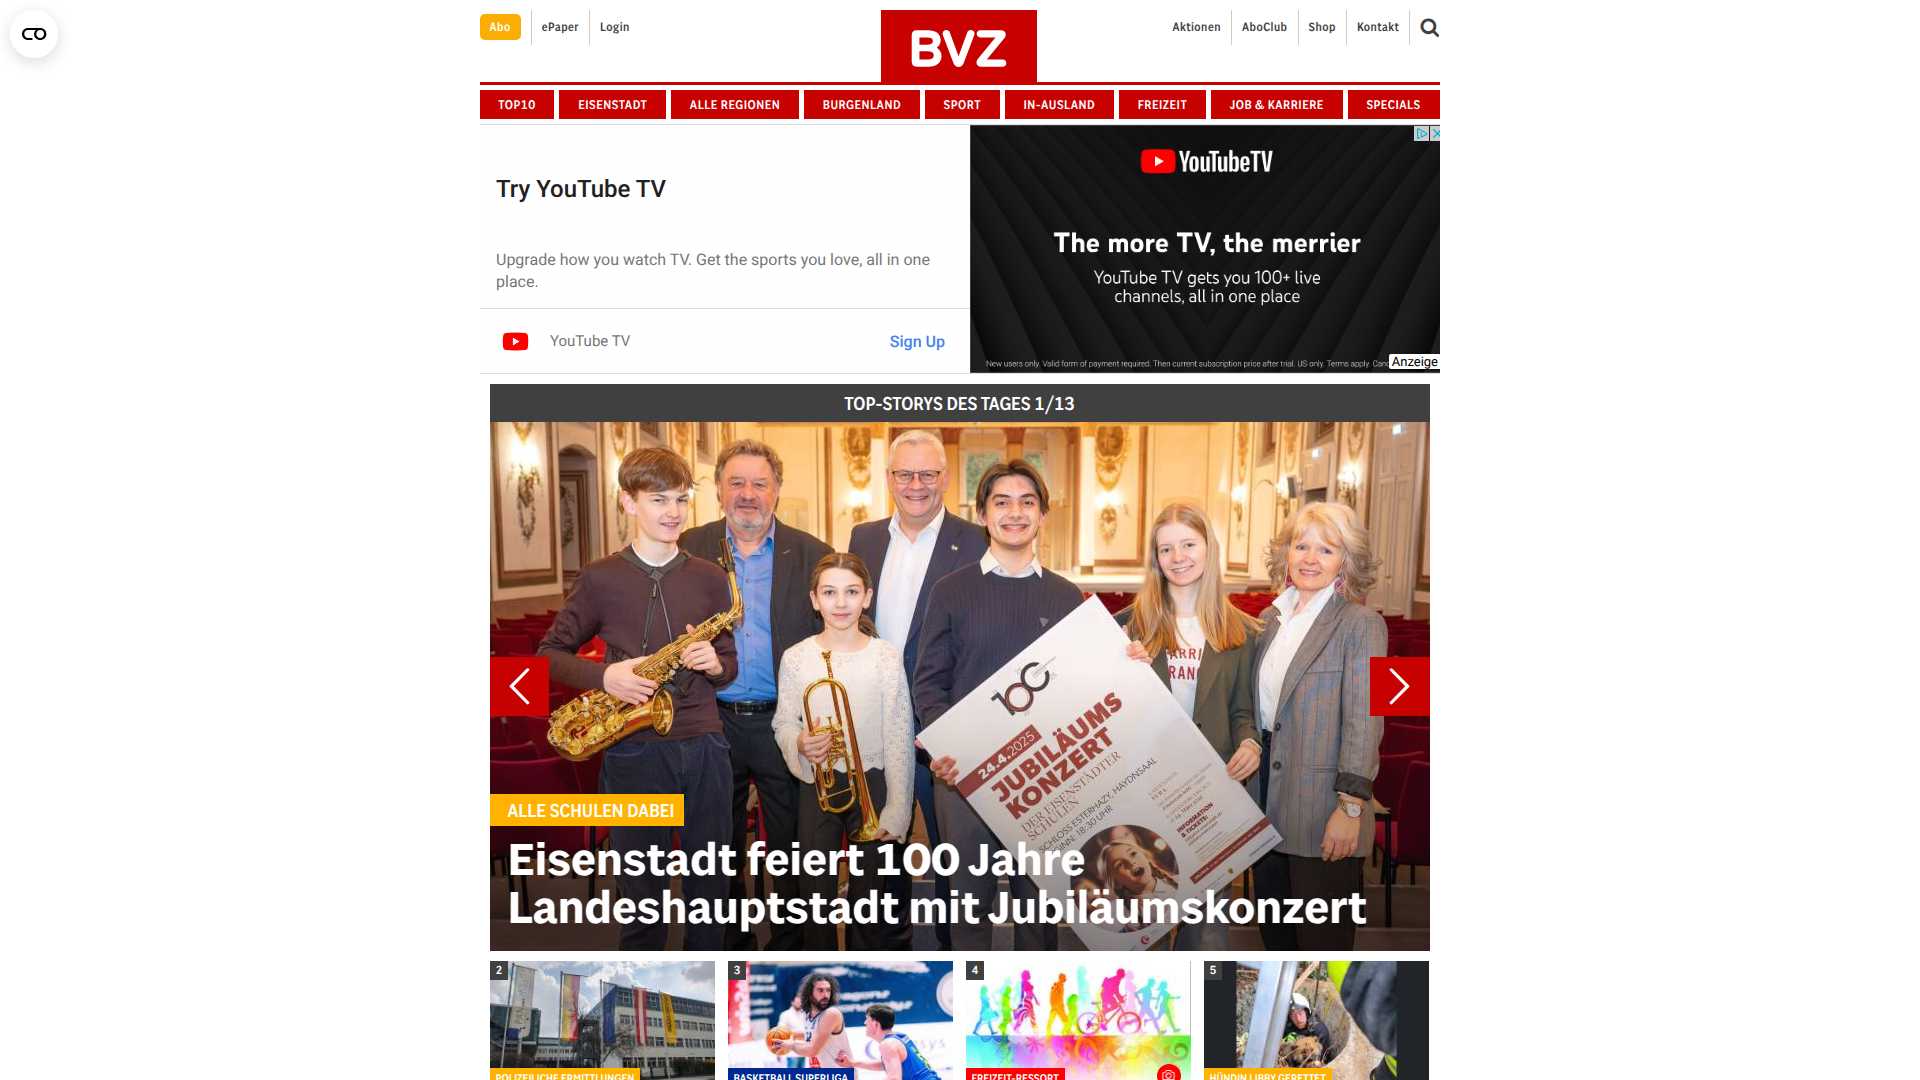 Abo
ePaper
Login
BVZ
Aktionen
AboClub
Shop
Kontakt
TOP10
EISENSTADT
ALLE REGIONEN
BURGENLAND
SPORT
IN-AUSLAND
FREIZEIT
JOB & KARRIERE
SPECIALS
Try YouTube TV
Upgrade how you watch TV. Get the sports you love, all in one
place.
YouTube TV
Sign Up
YouTubeTV
The more TV, the merrier
YouTube TV gets you 100+ live
channels, all in one place
New users only. Valid form of payment required. Then current subscription price after trial. US only. Terms apply.
Anzeige
TOP-STORYS DES TAGES 1/13
100
24.4.2025
JUBILÄUMS
KONZERT
DER EISENSTÄDTER
SCHULEN
SCHLOSS ESTERHAZY, HAYDNSAAL
18:30 UHR
INFORMATION
& TICKETS:
ALLE SCHULEN DABEI
Eisenstadt feiert 100 Jahre
Landeshauptstadt mit Jubiläumskonzert
2
3
4
5
POLIZEILICHE ERMITTLUNGEN
BASKETBALL SUPERLIGA
FREIZEIT-RESSORT
HÜNDIN LIBBY GERETTET